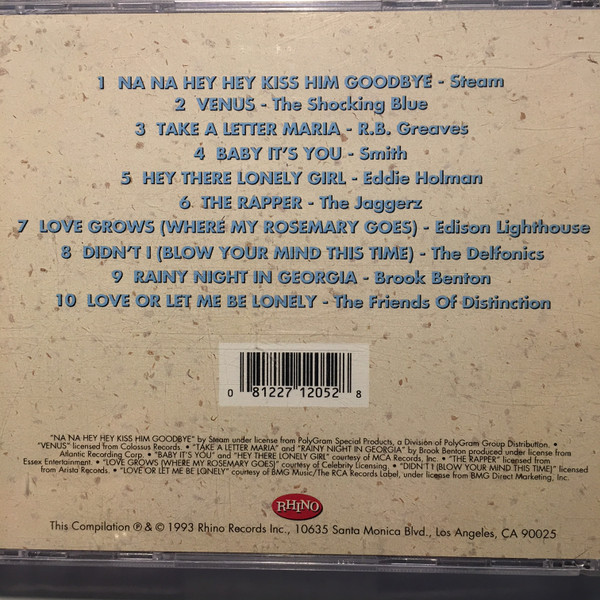 1 NA NA HEY HEY KISS HIM GOODBYE - Steam
2 VENUS - The Shocking Blue
3 TAKE A LETTER MARIA - R.B. Greaves
4 BABY IT'S YOU - Smith
5 HEY THERE LONELY GIRL - Eddie Holman
6 THE RAPPER - The Jaggerz
7 LOVE GROWS (WHERE MY ROSEMARY GOES) - Edison Lighthouse
8 DIDN'T I (BLOW YOUR MIND THIS TIME) - The Delfonics
9 RAINY NIGHT IN GEORGIA - Brook Benton
10 LOVE OR LET ME BE LONELY - The Friends Of Distinction
0 81227 12052 8
"NA NA HEY HEY KISS HIM GOODBYE" by Steam under license from PolyGram Special Products, a Division of PolyGram Group Distribution. •
"VENUS" licensed from Colossus Records. • "TAKE A LETTER MARIA" and "RAINY NIGHT IN GEORGIA" by Brook Benton produced under license from
Atlantic Recording Corp. • "BABY IT'S YOU" and "HEY THERE LONELY GIRL" courtesy of MCA Records, Inc. • "THE RAPPER" licensed from
Essex Entertainment. • "LOVE GROWS (WHERE MY ROSEMARY GOES)" courtesy of Celebrity Licensing. • "DIDN'T I (BLOW YOUR MIND THIS TIME)" licensed
from Arista Records. • "LOVE OR LET ME BE LONELY" courtesy of BMG Music/The RCA Records Label, under license from BMG Direct Marketing, Inc.
RHINO
This Compilation ℗ & © 1993 Rhino Records Inc., 10635 Santa Monica Blvd., Los Angeles, CA 90025